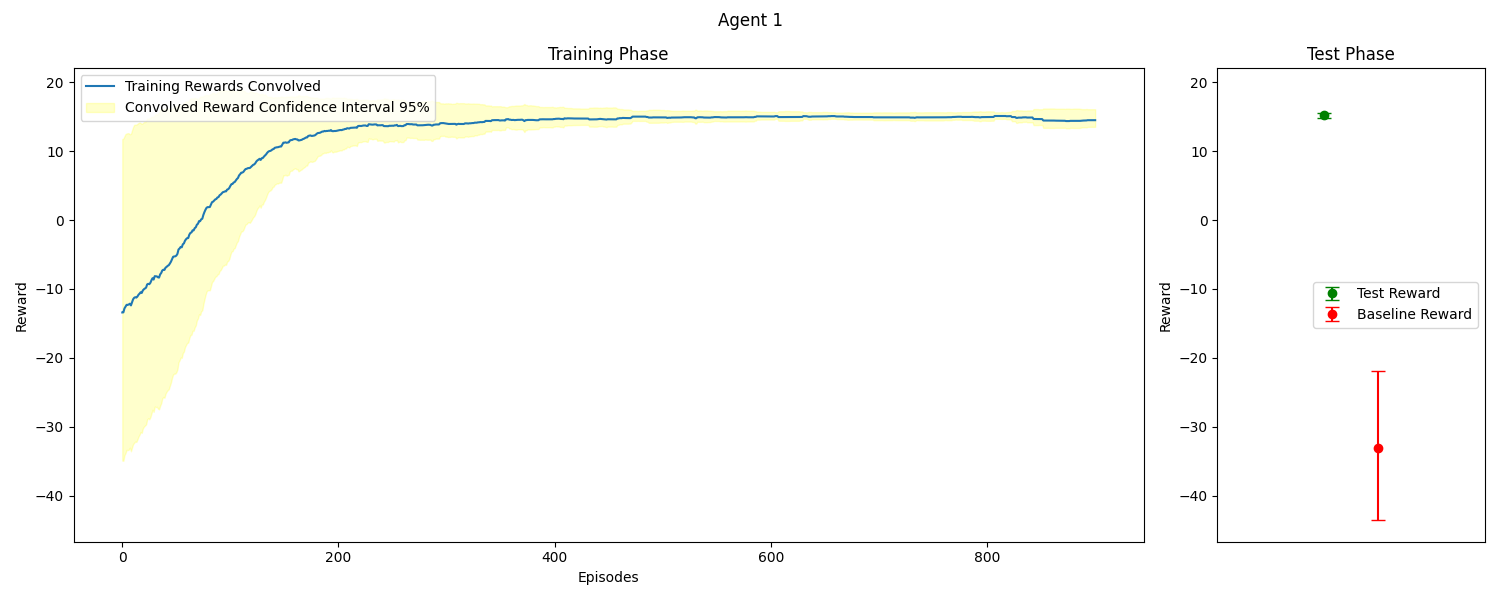 Agent 1
Training Phase
Training Rewards Convolved
Convolved Reward Confidence Interval 95%
20
10
0
−10
−20
−30
−40
Reward
0
200
400
600
800
Episodes
Test Phase
20
10
0
−10
−20
−30
−40
Reward
Test Reward
Baseline Reward